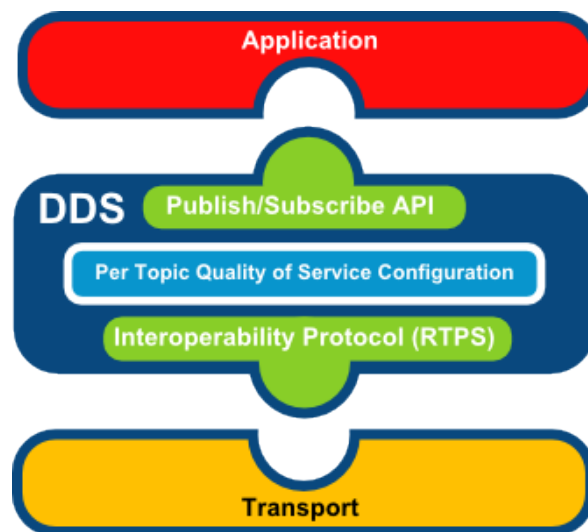 Application
DDS
Publish/Subscribe API
Per Topic Quality of Service Configuration
Interoperability Protocol (RTPS)
Transport